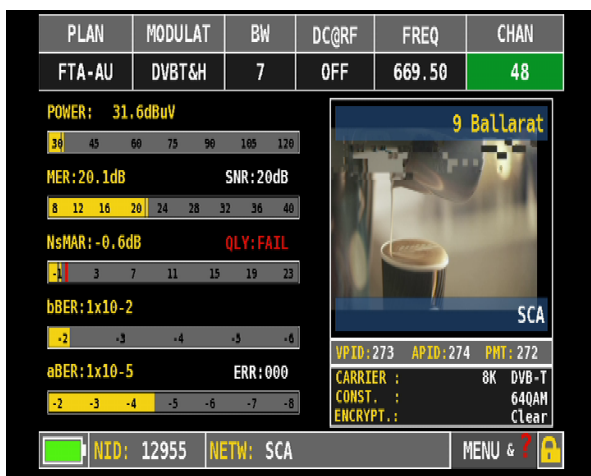 PLAN MODULAT BW DC@RF FREQ CHAN
FTA-AU DVBT&H 7 OFF 669.50 48
POWER: 31.6dBuV
30 45 60 75 90 105 120
MER:20.1dB SNR:20dB
8 12 16 20 24 28 32 36 40
NsMAR:-0.6dB QLY:FAIL
-1 3 7 11 15 19 23
bBER:1x10-2
-2 -3 -4 -5 -6
aBER:1x10-5 ERR:000
-2 -3 -4 -5 -6 -7 -8
9 Ballarat
SCA
VPID:273 APID:274 PMT:272
CARRIER : 8K DVB-T
CONST. : 64QAM
ENCRYPT.: Clear
NID: 12955 NETW: SCA MENU & ?